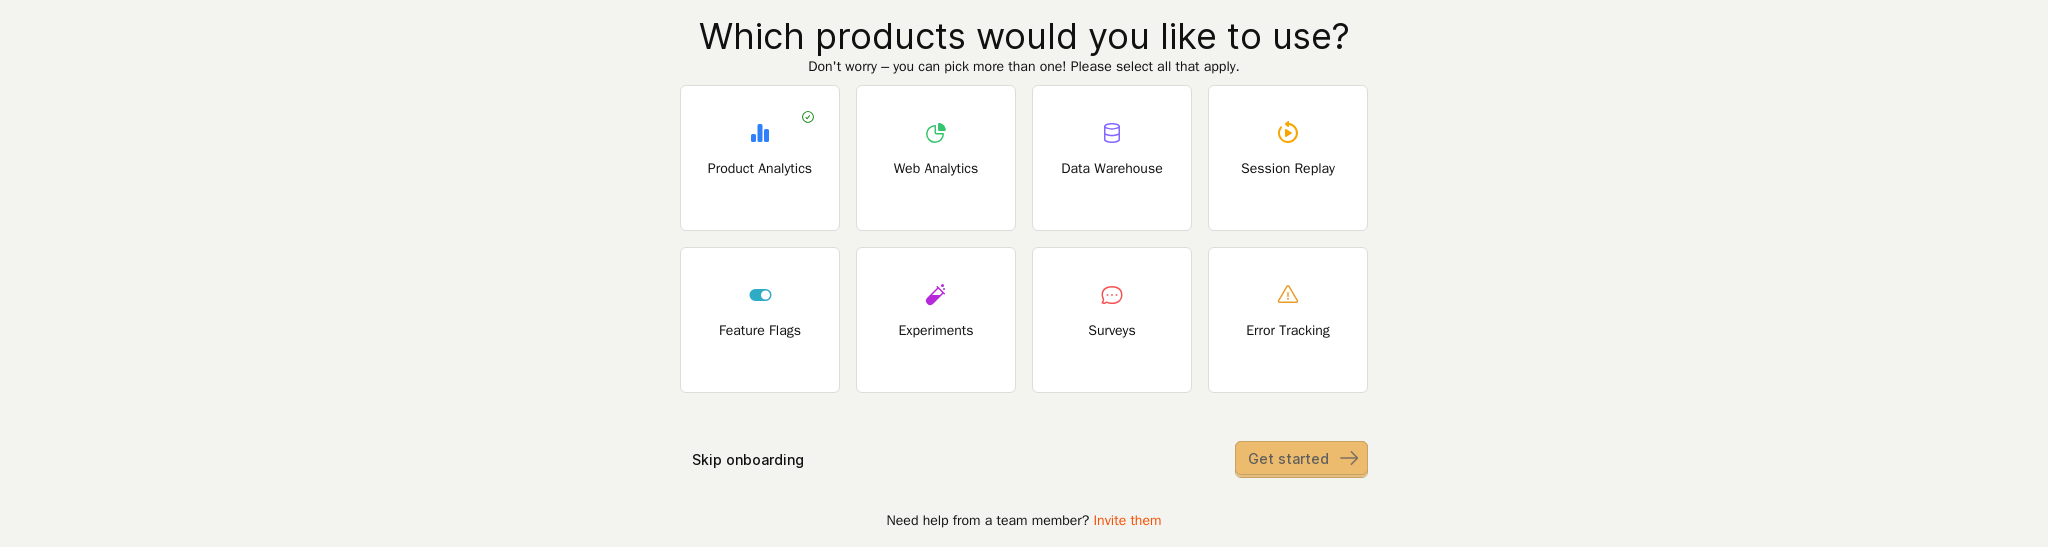 Which products would you like to use?
Don't worry – you can pick more than one! Please select all that apply.
Product Analytics
Web Analytics
Data Warehouse
Session Replay
Feature Flags
Experiments
Surveys
Error Tracking
Skip onboarding
Get started
Need help from a team member? Invite them